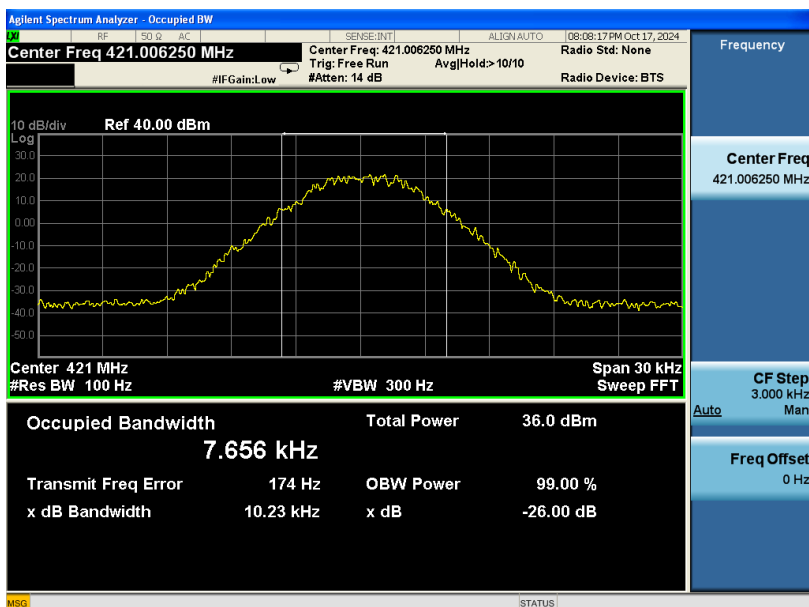 Agilent Spectrum Analyzer - Occupied BW
LXI RF 50 Ω AC SENSE:INT ALIGN AUTO 08:08:17 PM Oct 17, 2024
Center Freq 421.006250 MHz
Center Freq: 421.006250 MHz Radio Std: None
Trig: Free Run Avg|Hold:> 10/10
#IFGain:Low #Atten: 14 dB Radio Device: BTS
10 dB/div Ref 40.00 dBm
Log
30.0
20.0
10.0
0.00
-10.0
-20.0
-30.0
-40.0
-50.0
Center 421 MHz Span 30 kHz
#Res BW 100 Hz #VBW 300 Hz Sweep FFT
Occupied Bandwidth Total Power 36.0 dBm
7.656 kHz
Transmit Freq Error 174 Hz OBW Power 99.00 %
x dB Bandwidth 10.23 kHz x dB -26.00 dB
MSG STATUS
Frequency
Center Freq
421.006250 MHz
CF Step
3.000 kHz
Auto Man
Freq Offset
0 Hz